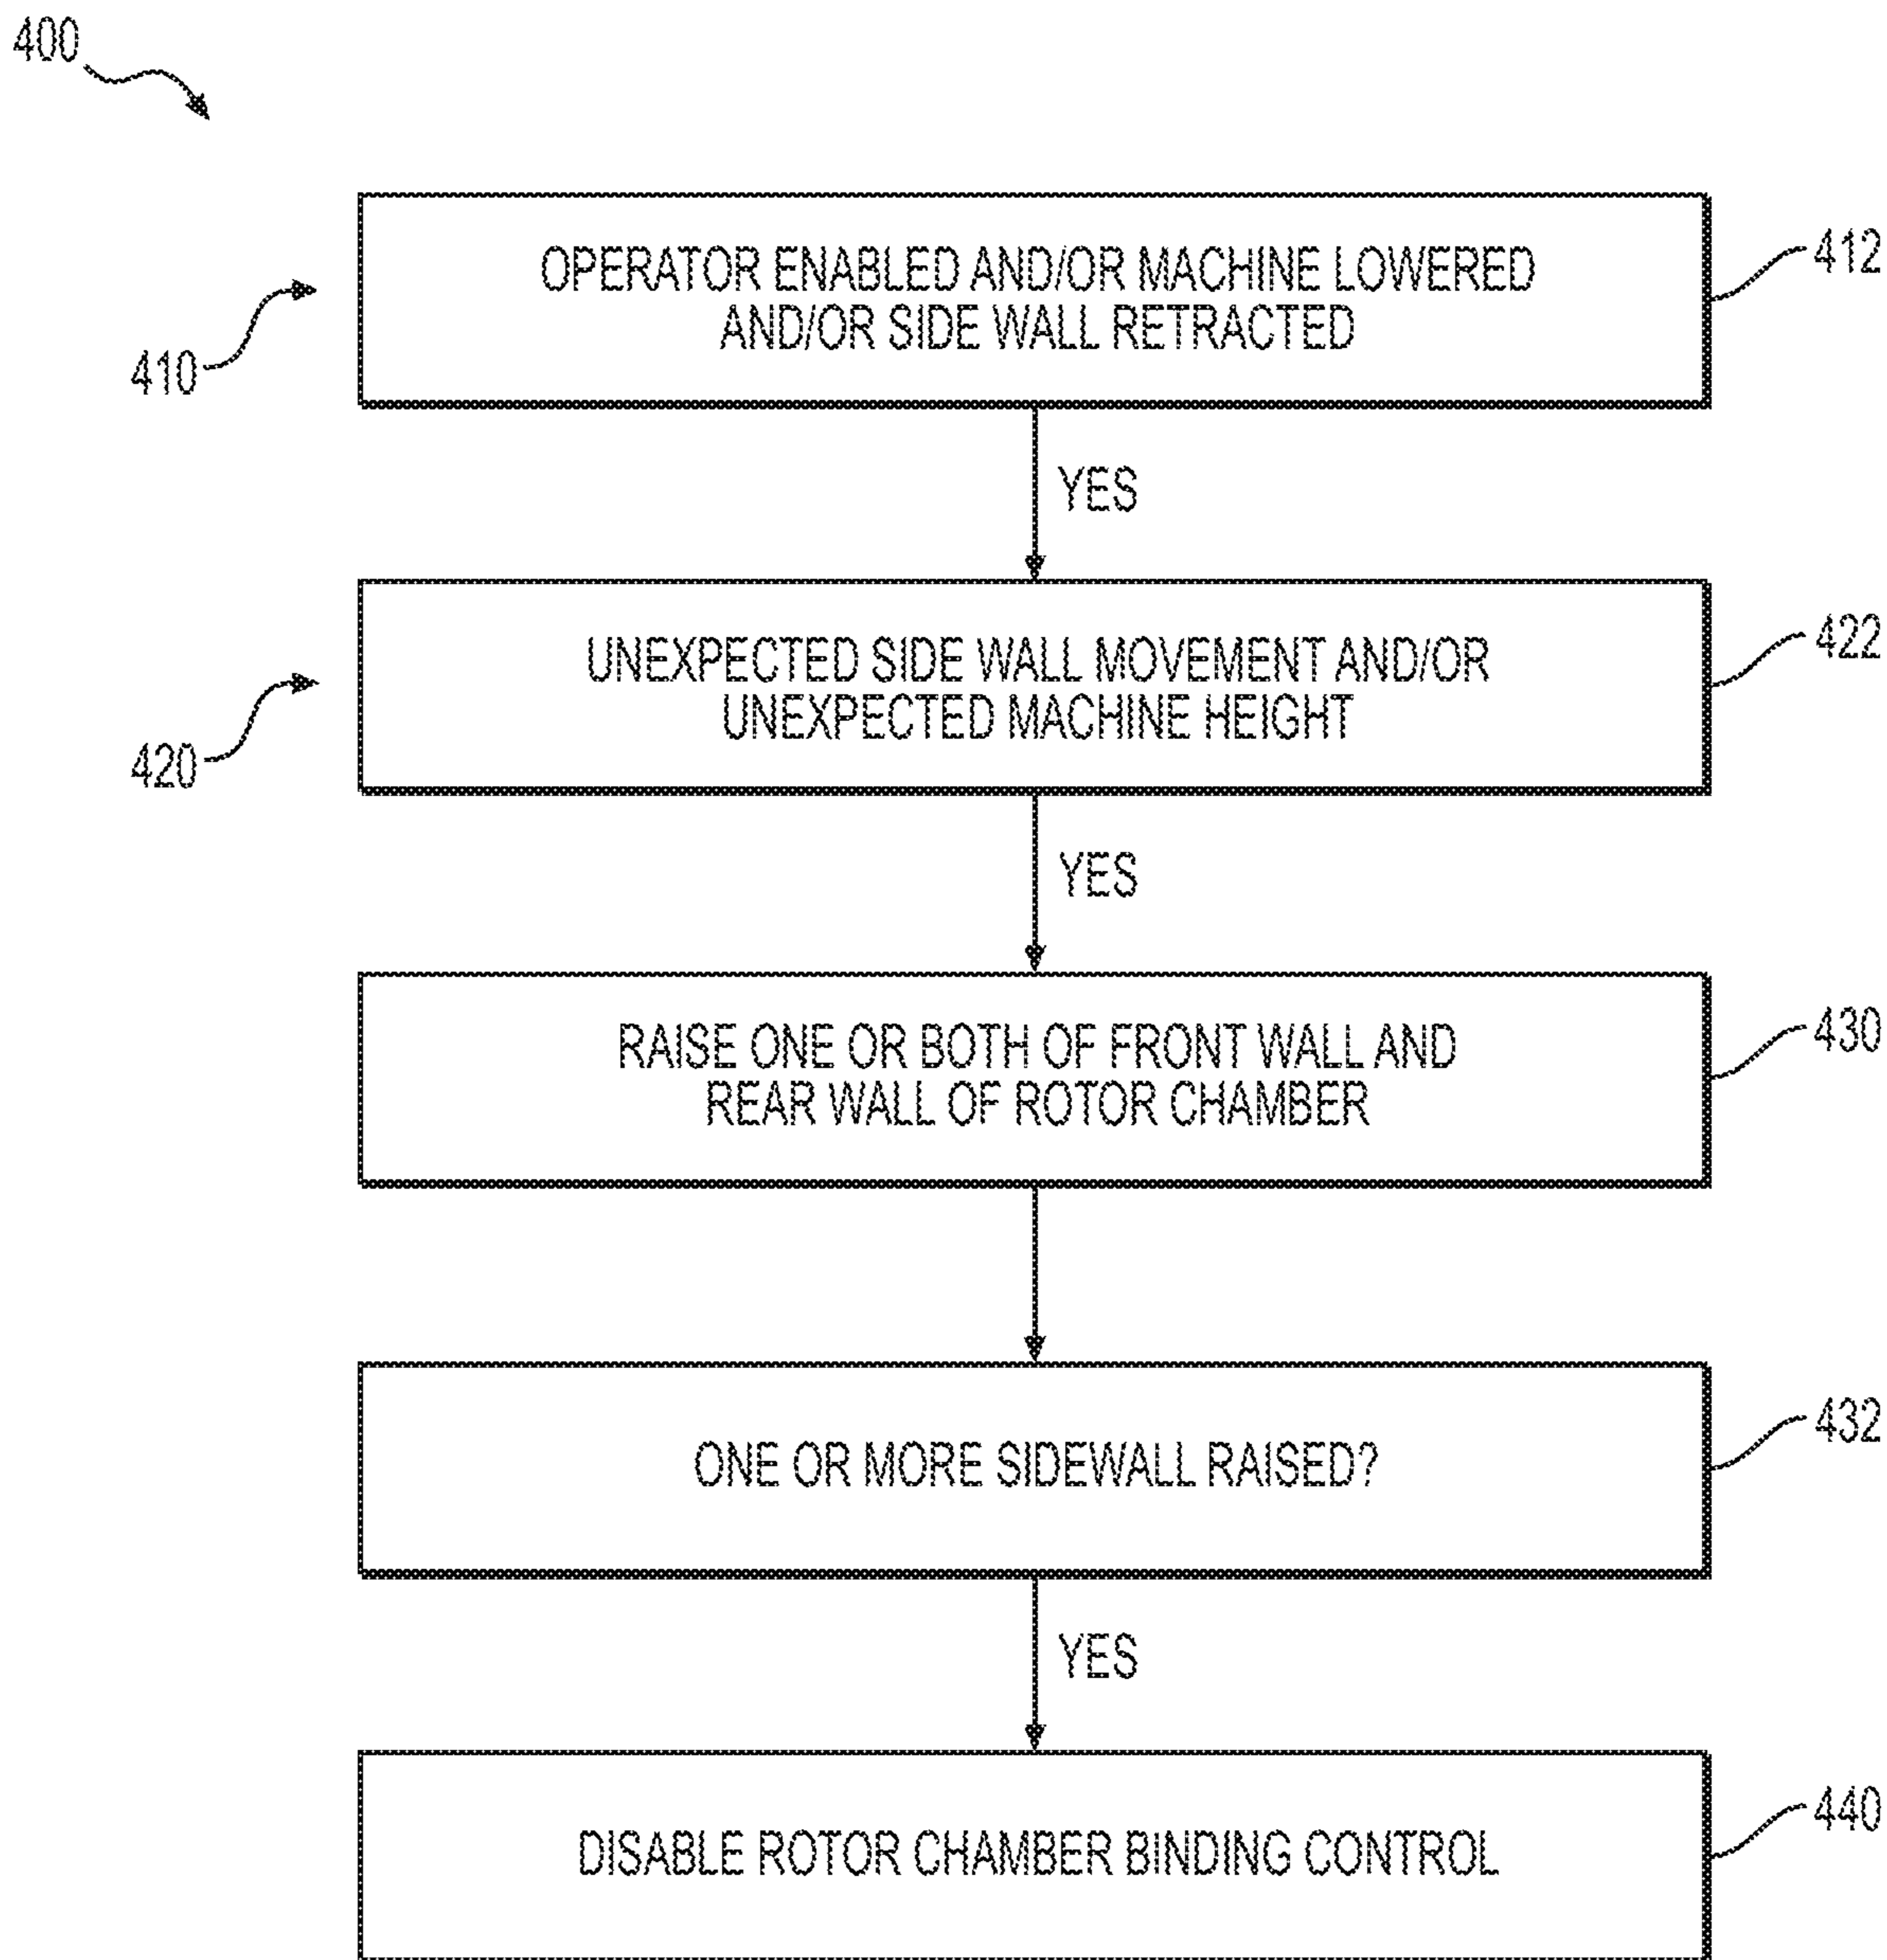 400
OPERATOR ENABLED AND/OR MACHINE LOWERED
AND/OR SIDE WALL RETRACTED
412
410
YES
UNEXPECTED SIDE WALL MOVEMENT AND/OR
UNEXPECTED MACHINE HEIGHT
422
420
YES
RAISE ONE OR BOTH OF FRONT WALL AND
REAR WALL OF ROTOR CHAMBER
430
ONE OR MORE SIDEWALL RAISED?
432
YES
DISABLE ROTOR CHAMBER BINDING CONTROL
440